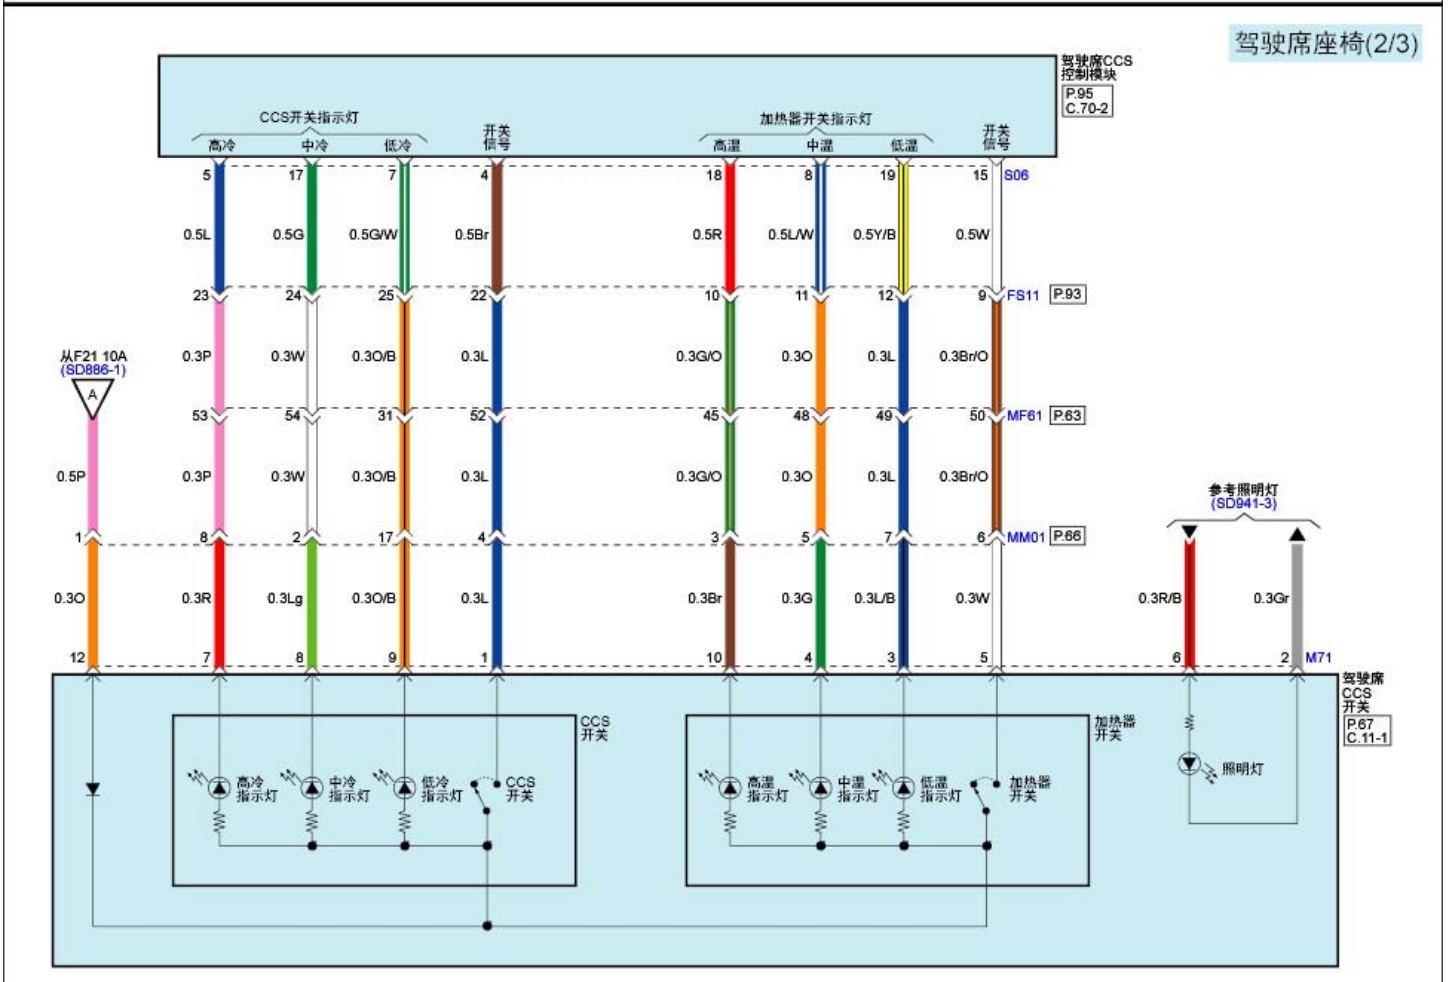 驾驶席座椅(2/3)
驾驶席CCS
控制模块
P.95
C.70-2
CCS开关指示灯
高冷 中冷 低冷
开关
信号
加热器开关指示灯
高温 中温 低温
开关
信号
5 17 7 4 18 8 19 15 S06
0.5L 0.5G 0.5G/W 0.5Br 0.5R 0.5L/W 0.5Y/B 0.5W
23 24 25 22 10 11 12 9 FS11 P.93
从F21 10A
(SD886-1)
A
0.3P 0.3W 0.3O/B 0.3L 0.3G/O 0.3O 0.3L 0.3Br/O
53 54 31 52 45 48 49 50 MF61 P.63
0.5P 0.3P 0.3W 0.3O/B 0.3L 0.3G/O 0.3O 0.3L 0.3Br/O
参考照明灯
(SD941-3)
1 8 2 17 4 3 5 7 6 MM01 P.66
0.3O 0.3R 0.3Lg 0.3O/B 0.3L 0.3Br 0.3G 0.3L/B 0.3W 0.3R/B 0.3Gr
12 7 8 9 1 10 4 3 5 6 2 M71
驾驶席
CCS
开关
P.67
C.11-1
CCS
开关
加热器
开关
高冷
指示灯
中冷
指示灯
低冷
指示灯
CCS
开关
高温
指示灯
中温
指示灯
低温
指示灯
加热器
开关
照明灯